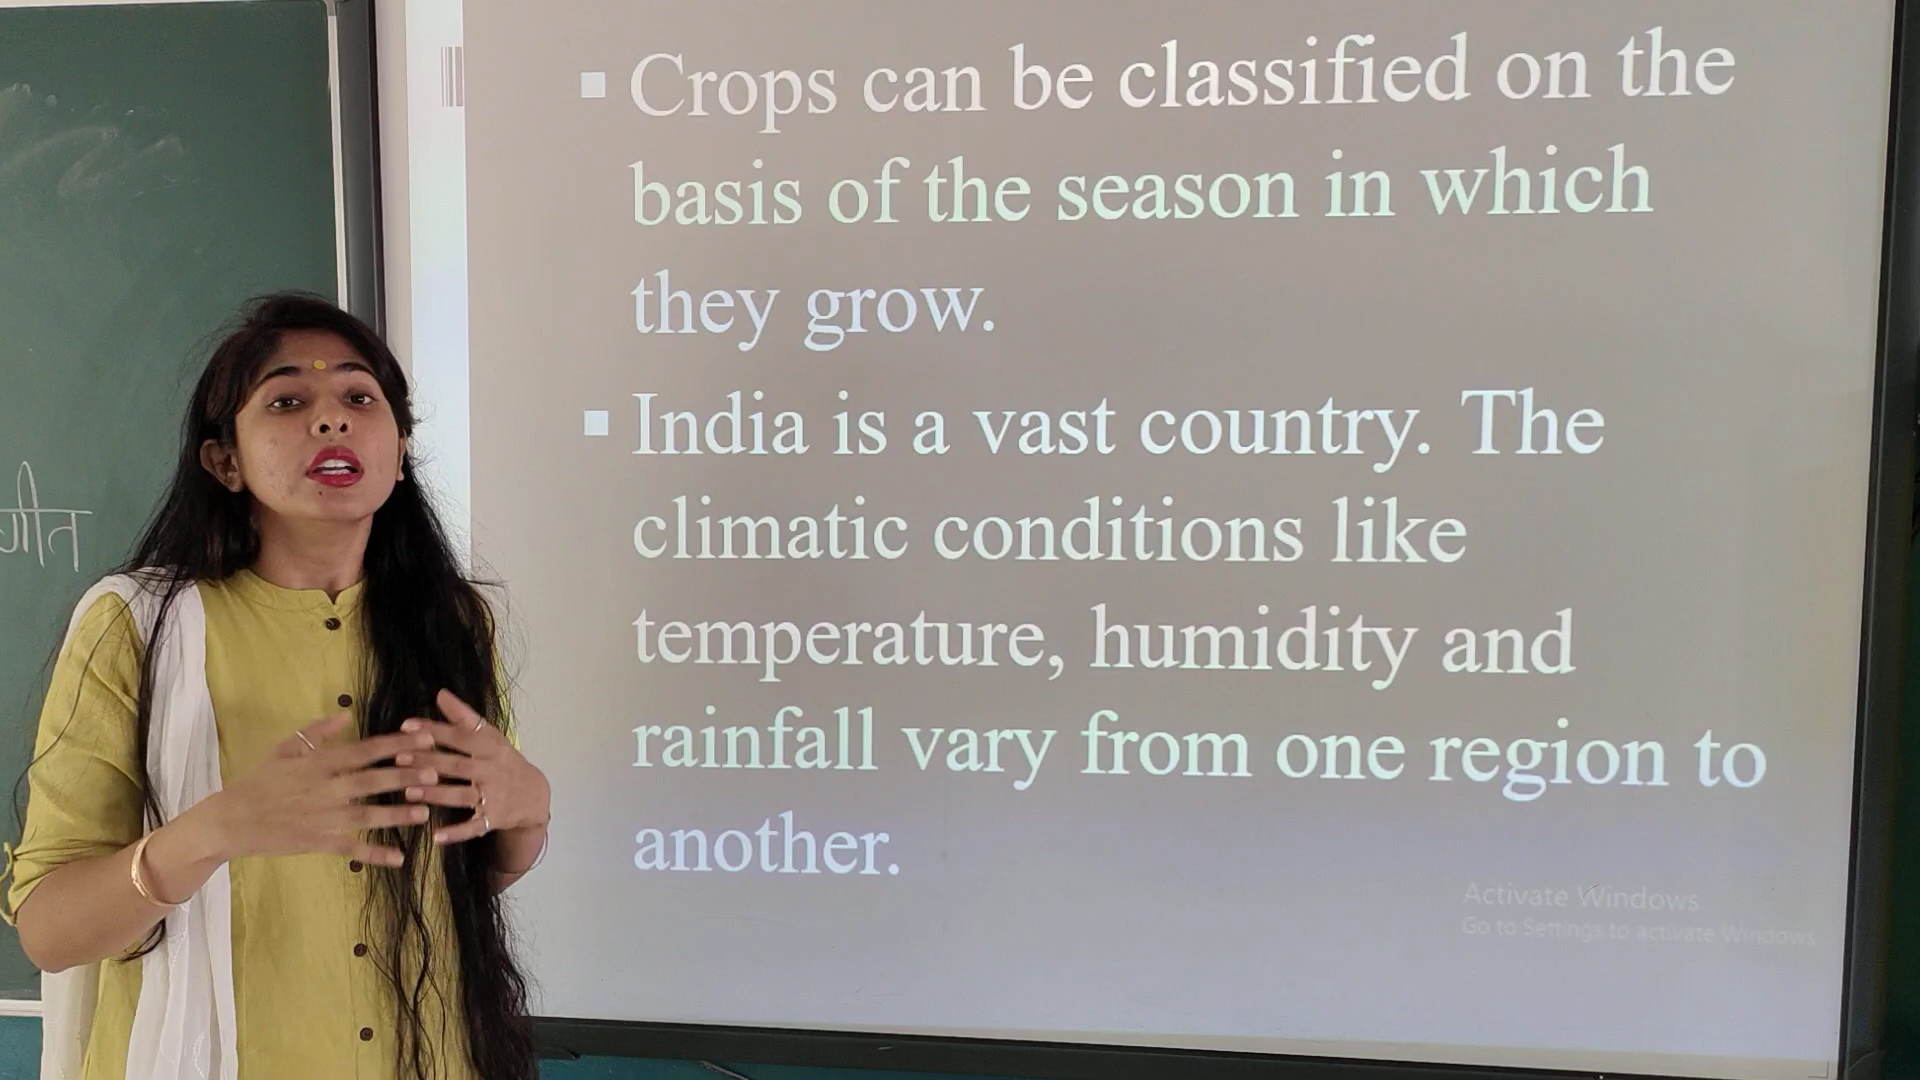 ▪ Crops can be classified on the
basis of the season in which
they grow.
▪ India is a vast country. The
climatic conditions like
temperature, humidity and
rainfall vary from one region to
another.
Activate Windows
Go to Settings to activate Windows
गीत